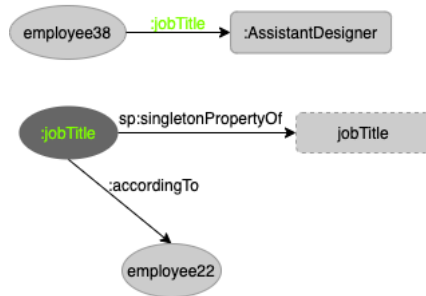 employee38
:jobTitle
:AssistantDesigner
:jobTitle
sp:singletonPropertyOf
jobTitle
:accordingTo
employee22